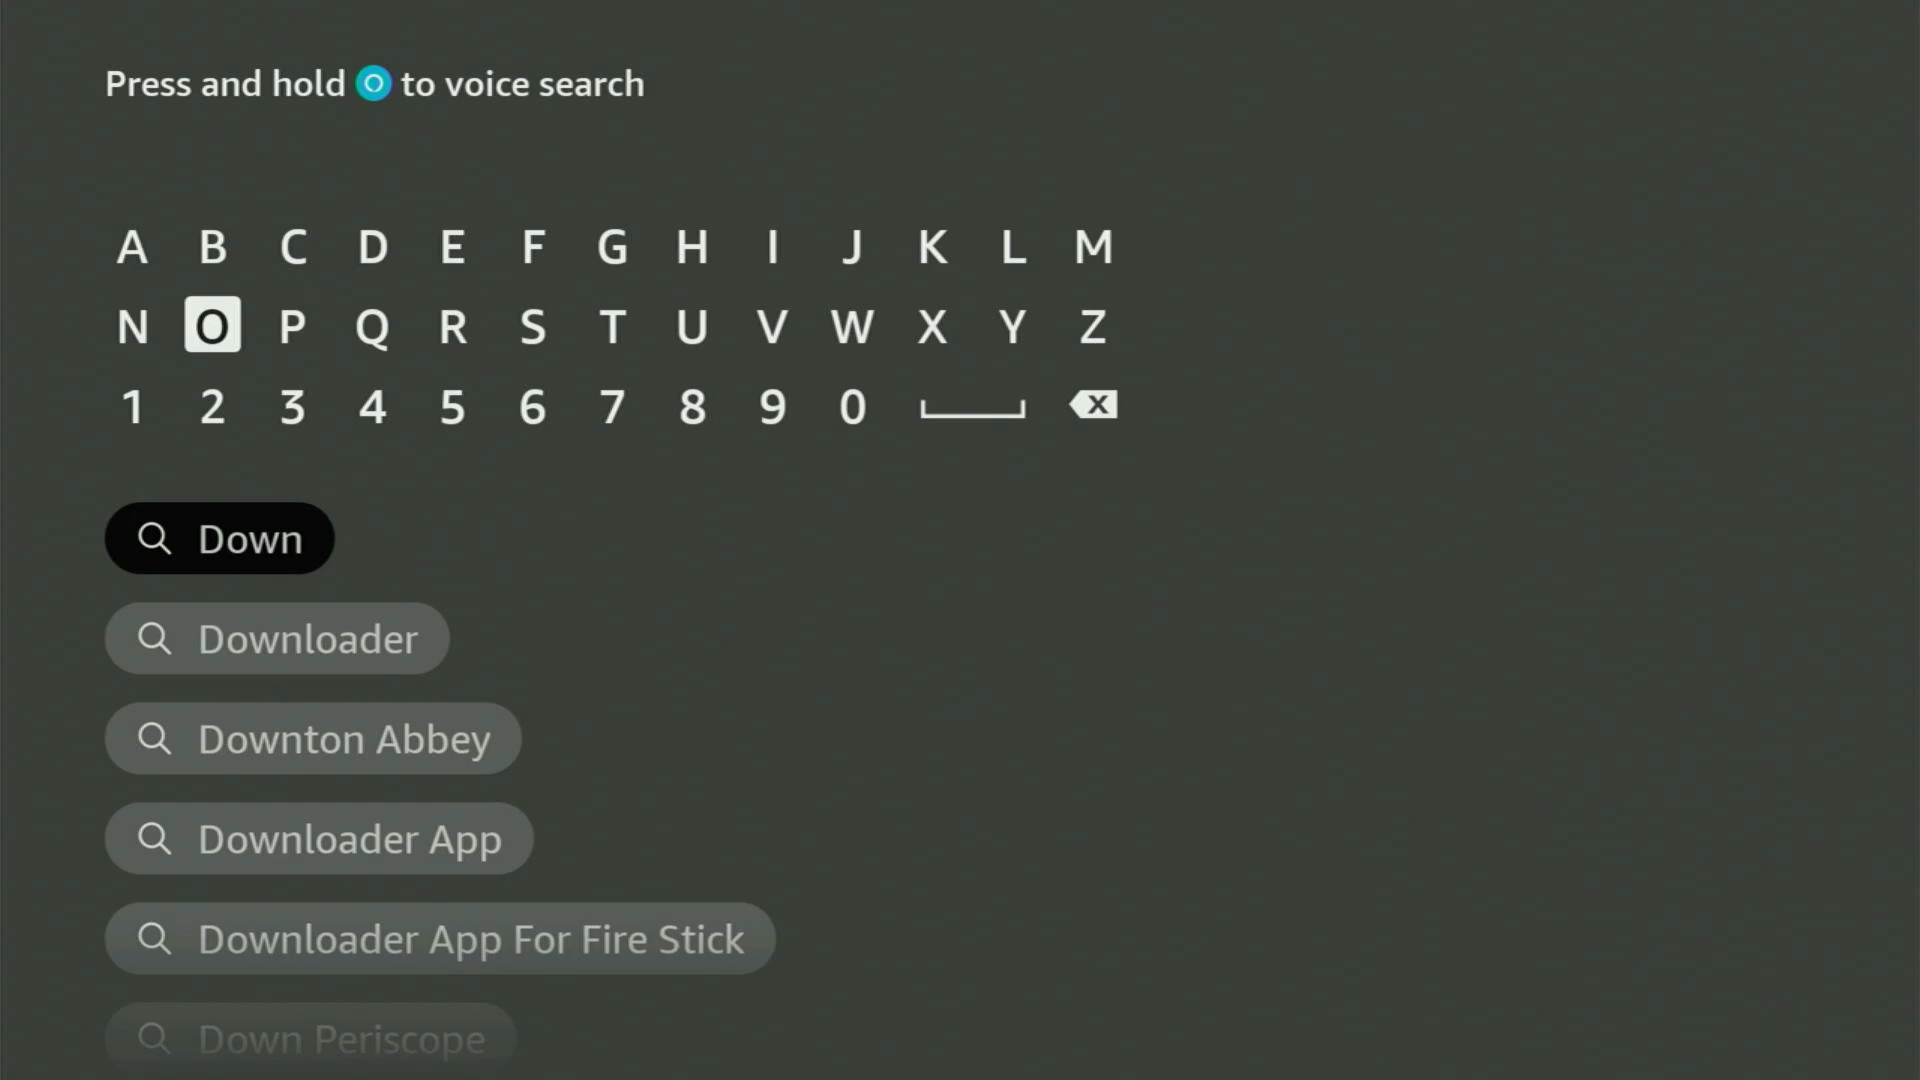 Press and hold to voice search
A B C D E F G H I J K L M
N O P Q R S T U V W X Y Z
1 2 3 4 5 6 7 8 9 0
Down
Downloader
Downton Abbey
Downloader App
Downloader App For Fire Stick
Down Periscope